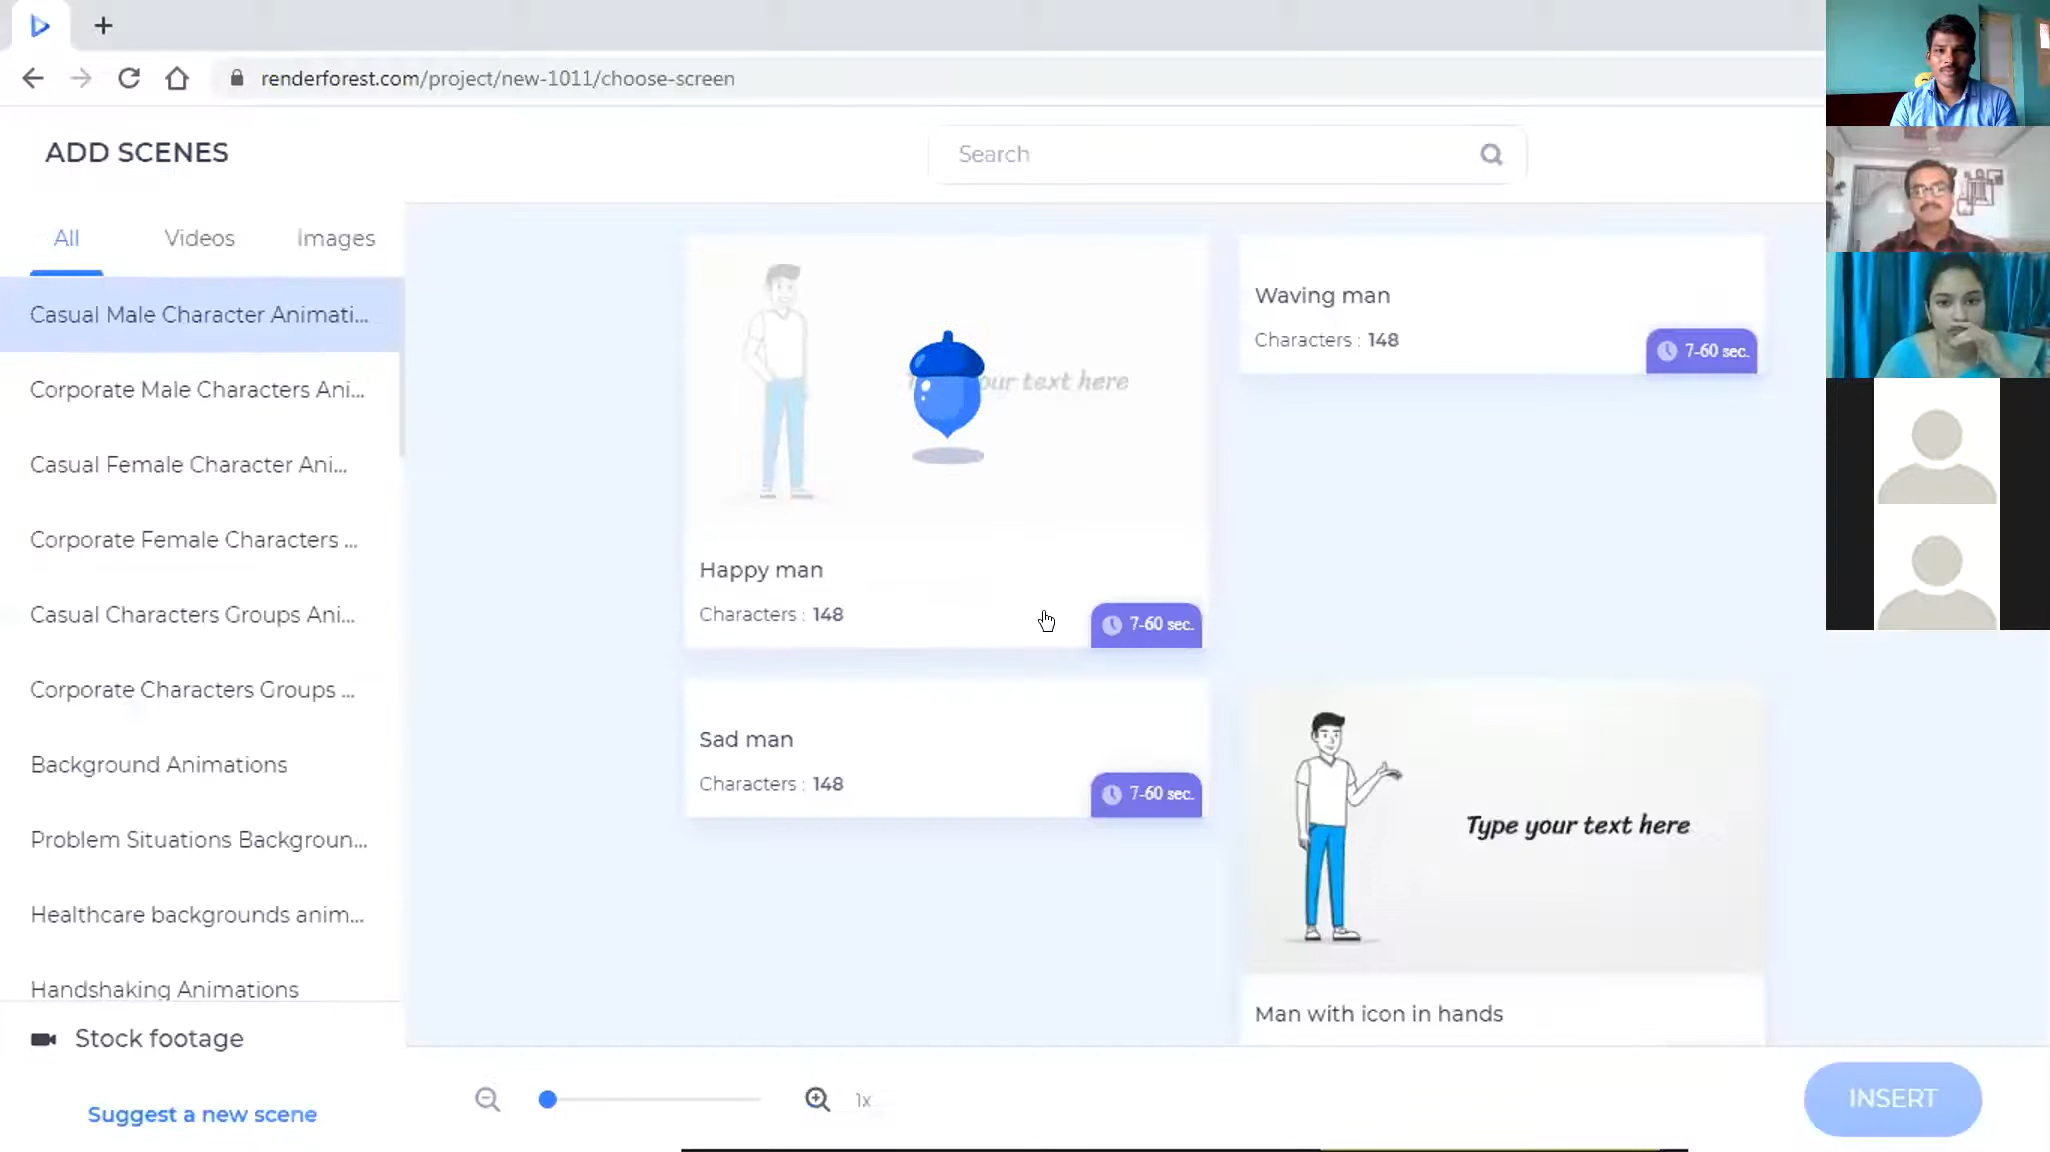 renderforest.com/project/new-1011/choose-screen
ADD SCENES
Search
All
Videos
Images
Casual Male Character Animati...
Corporate Male Characters Ani...
Casual Female Character Ani...
Corporate Female Characters ...
Casual Characters Groups Ani...
Corporate Characters Groups ...
Background Animations
Problem Situations Backgroun...
Healthcare backgrounds anim...
Handshaking Animations
Stock footage
Suggest a new scene
your text here
Happy man
Characters : 148
7-60 sec.
Waving man
Characters : 148
7-60 sec.
Sad man
Characters : 148
7-60 sec.
Type your text here
Man with icon in hands
1x
INSERT